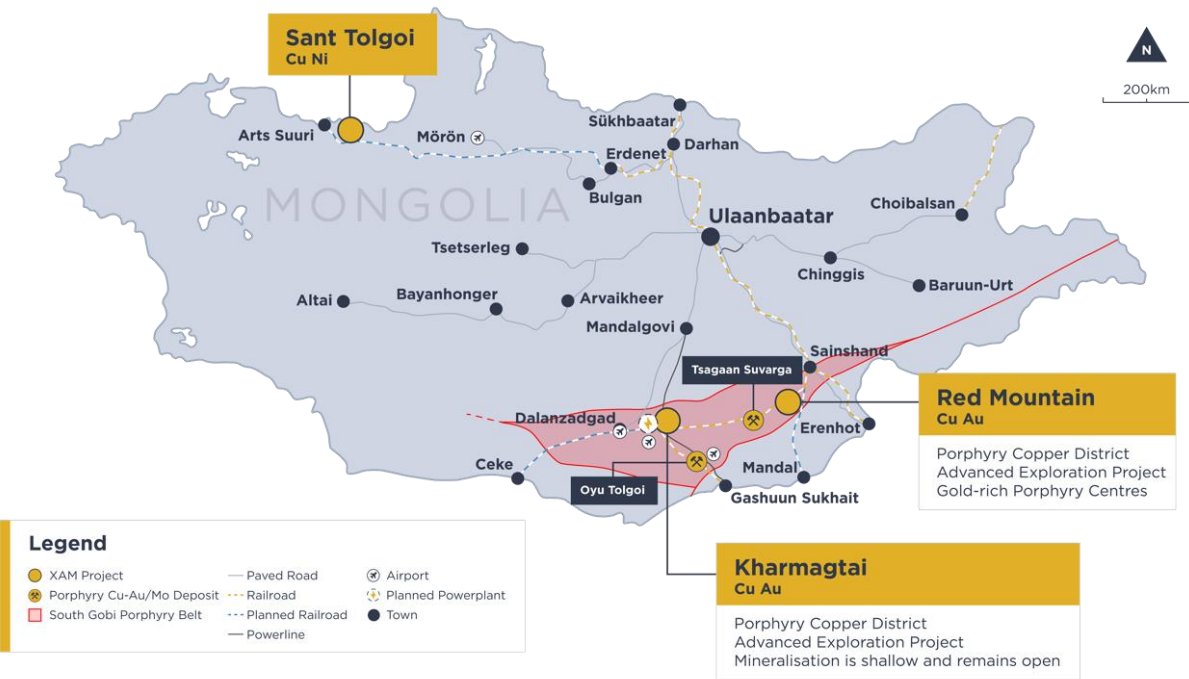 Sant Tolgoi
Cu Ni
N
200km
Arts Suuri
Mörön
Sükhbaatar
Darhan
Erdenet
Bulgan
MONGOLIA
Ulaanbaatar
Choibalsan
Tsetserleg
Chinggis
Baruun-Urt
Altai
Bayanhonger
Arvaikheer
Mandalgovi
Sainshand
Tsagaan Suvarga
Red Mountain
Cu Au
Porphyry Copper District
Advanced Exploration Project
Gold-rich Porphyry Centres
Dalanzadgad
Erenhot
Ceke
Mandal
Oyu Tolgoi
Gashuun Sukhait
Kharmagtai
Cu Au
Porphyry Copper District
Advanced Exploration Project
Mineralisation is shallow and remains open
Legend
XAM Project
Porphyry Cu-Au/Mo Deposit
South Gobi Porphyry Belt
Paved Road
Railroad
Planned Railroad
Powerline
Airport
Planned Powerplant
Town